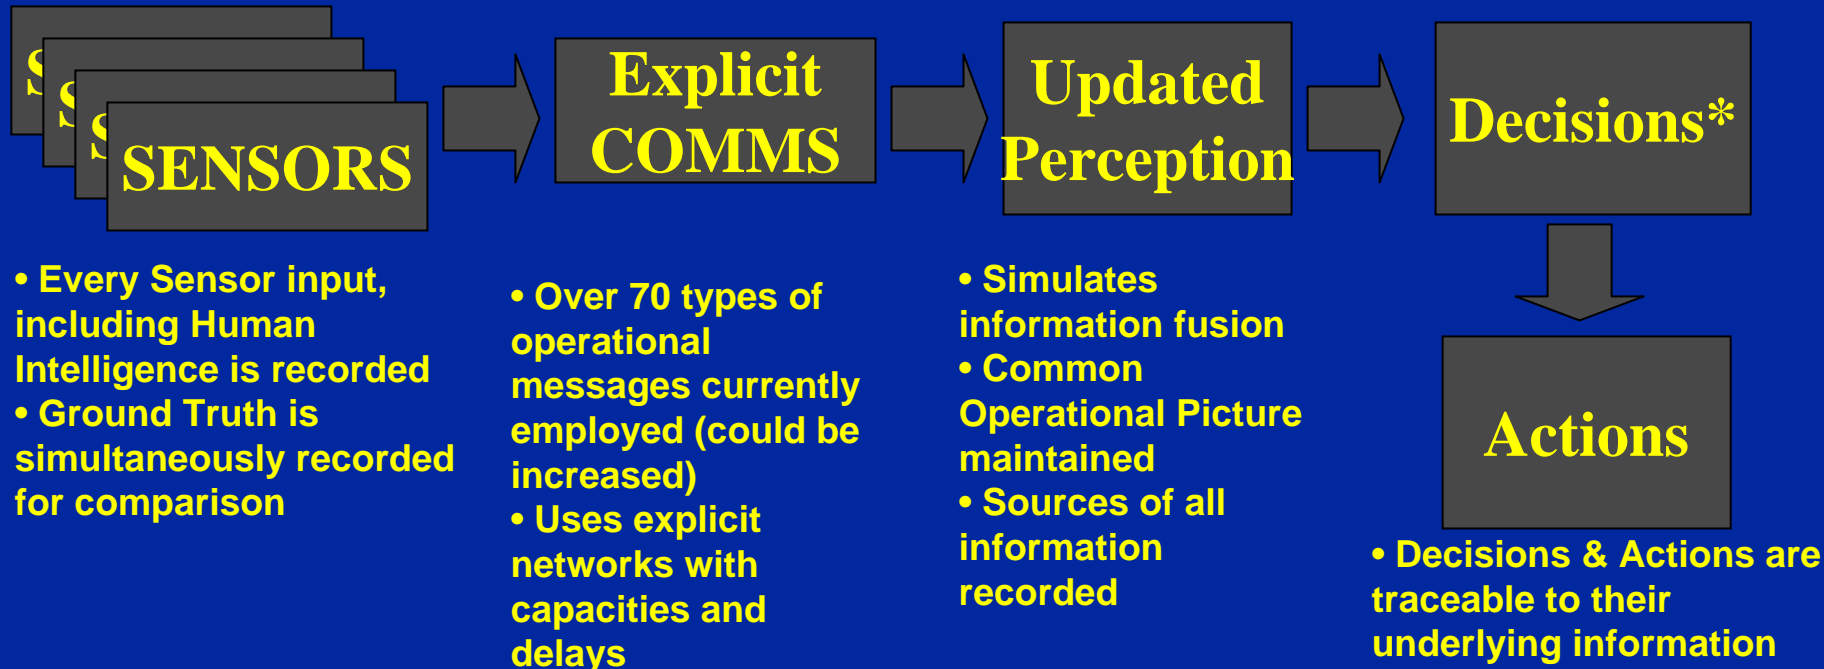 S
S
S
SENSORS
Explicit
COMMS
Updated
Perception
Decisions*
Actions
• Every Sensor input,
including Human
Intelligence is recorded
• Ground Truth is
simultaneously recorded
for comparison
• Over 70 types of
operational
messages currently
employed (could be
increased)
• Uses explicit
networks with
capacities and
delays
• Simulates
information fusion
• Common
Operational Picture
maintained
• Sources of all
information
recorded
• Decisions & Actions are
traceable to their
underlying information